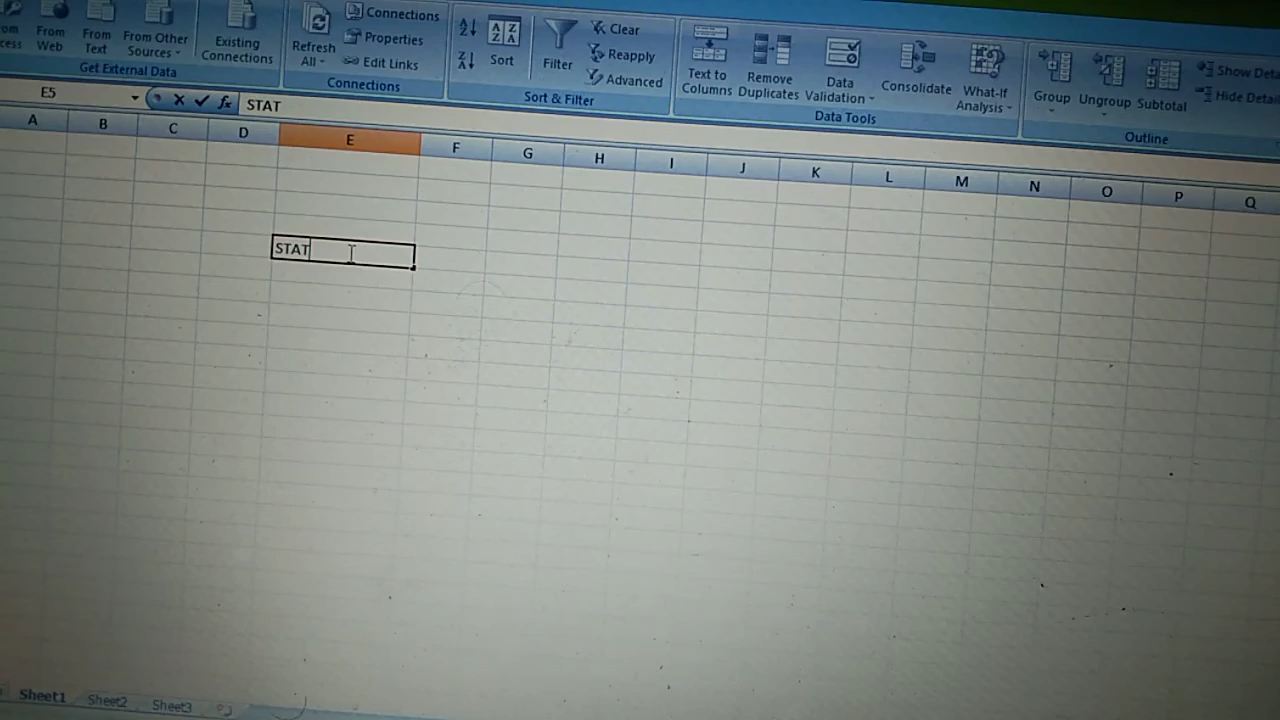 From
Web
From
Text
From Other
Sources
Existing
Connections
Get External Data
Refresh
All
Connections
Properties
Edit Links
Connections
Sort
Filter
Clear
Reapply
Advanced
Sort & Filter
Text to
Columns
Remove
Duplicates
Data
Validation
Consolidate
What-If
Analysis
Data Tools
Group
Ungroup
Subtotal
Show Deta
Hide Detail
Outline
E5
fx
STAT
A B C D E F G H I J K L M N O P Q
STAT
Sheet1
Sheet2
Sheet3